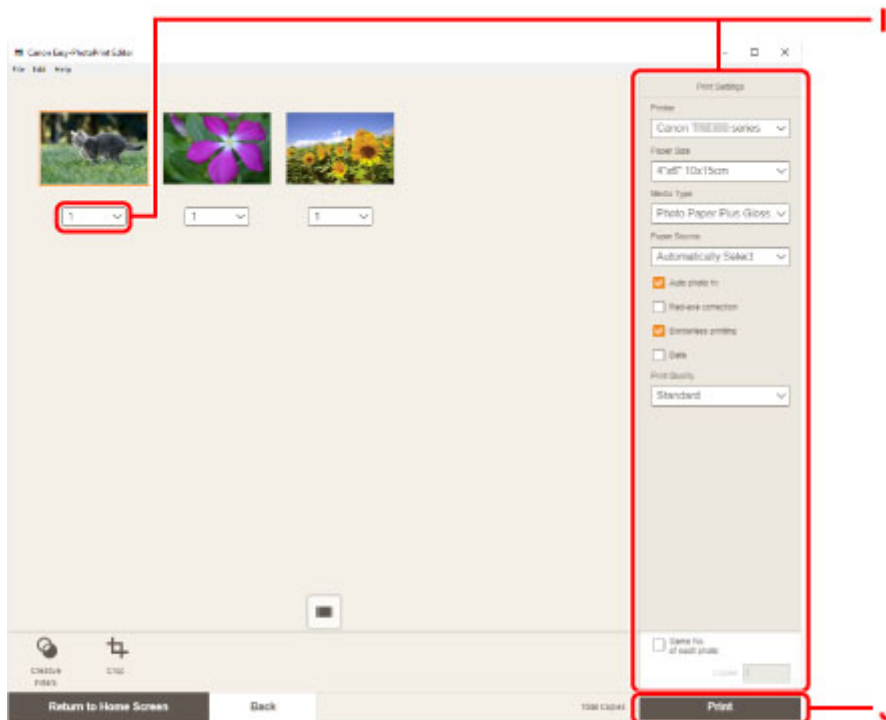 Canon Easy-PhotoPrint Editor
File Edit Help
Print Settings
Printer
Canon series
Paper Size
4"x6" 10x15cm
Media Type
Photo Paper Plus Gloss
Paper Source
Automatically Select
Auto photo fix
Red-eye correction
Borderless printing
Date
Print Quality
Standard
1
1
1
Same No.
of each photo
Copies 1
Creative
Filters
Crop
Return to Home Screen
Back
Total Copies
Print